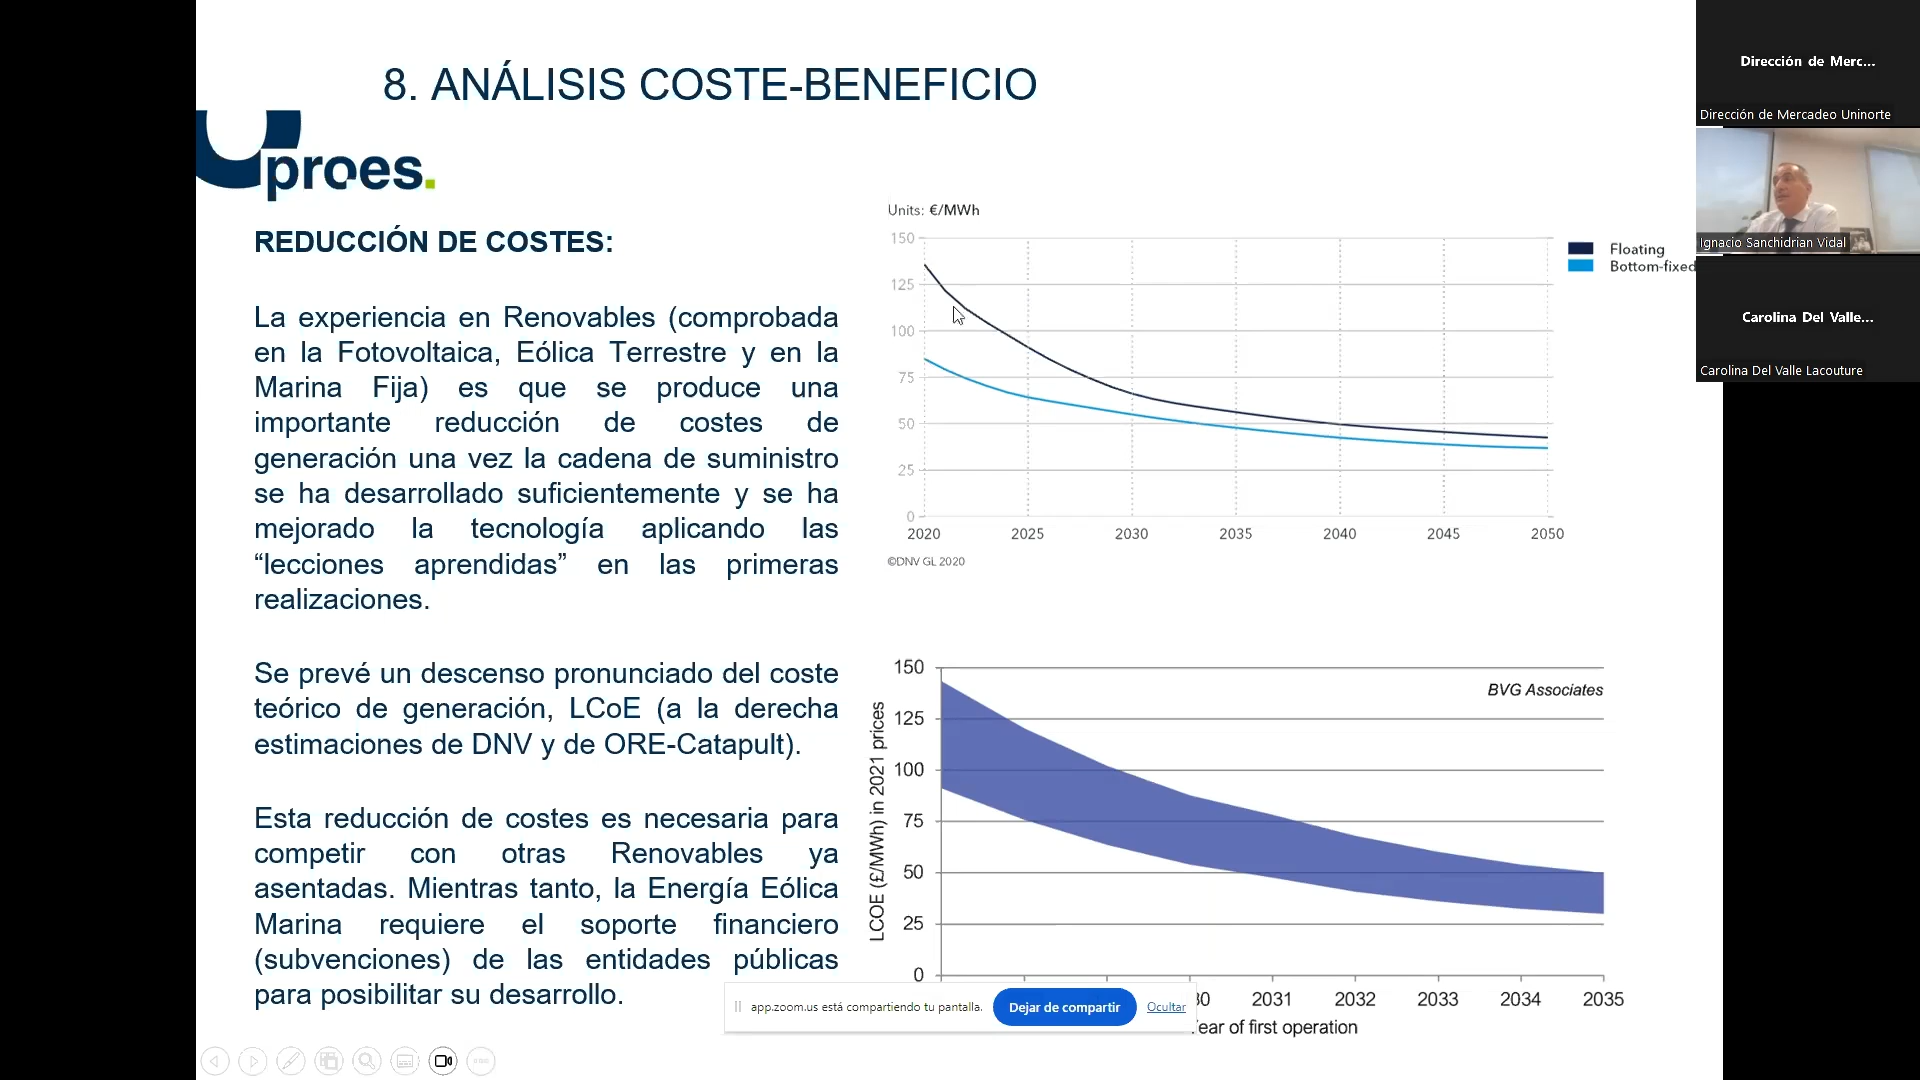 8. ANÁLISIS COSTE-BENEFICIO
proes.
REDUCCIÓN DE COSTES:
La experiencia en Renovables (comprobada
en la Fotovoltaica, Eólica Terrestre y en la
Marina Fija) es que se produce una
importante reducción de costes de
generación una vez la cadena de suministro
se ha desarrollado suficientemente y se ha
mejorado la tecnología aplicando las
“lecciones aprendidas” en las primeras
realizaciones.
Se prevé un descenso pronunciado del coste
teórico de generación, LCoE (a la derecha
estimaciones de DNV y de ORE-Catapult).
Esta reducción de costes es necesaria para
competir con otras Renovables ya
asentadas. Mientras tanto, la Energía Eólica
Marina requiere el soporte financiero
(subvenciones) de las entidades públicas
para posibilitar su desarrollo.
Units: €/MWh
150
125
100
75
50
25
0
2020 2025 2030 2035 2040 2045 2050
Floating
Bottom-fixed
©DNV GL 2020
BVG Associates
LCOE (£/MWh) in 2021 prices
150
125
100
75
50
25
0
30 2031 2032 2033 2034 2035
ear of first operation
app.zoom.us está compartiendo tu pantalla.
Dejar de compartir
Ocultar
Dirección de Merc...
Dirección de Mercadeo Uninorte
Ignacio Sanchidrian Vidal
Carolina Del Valle...
Carolina Del Valle Lacouture